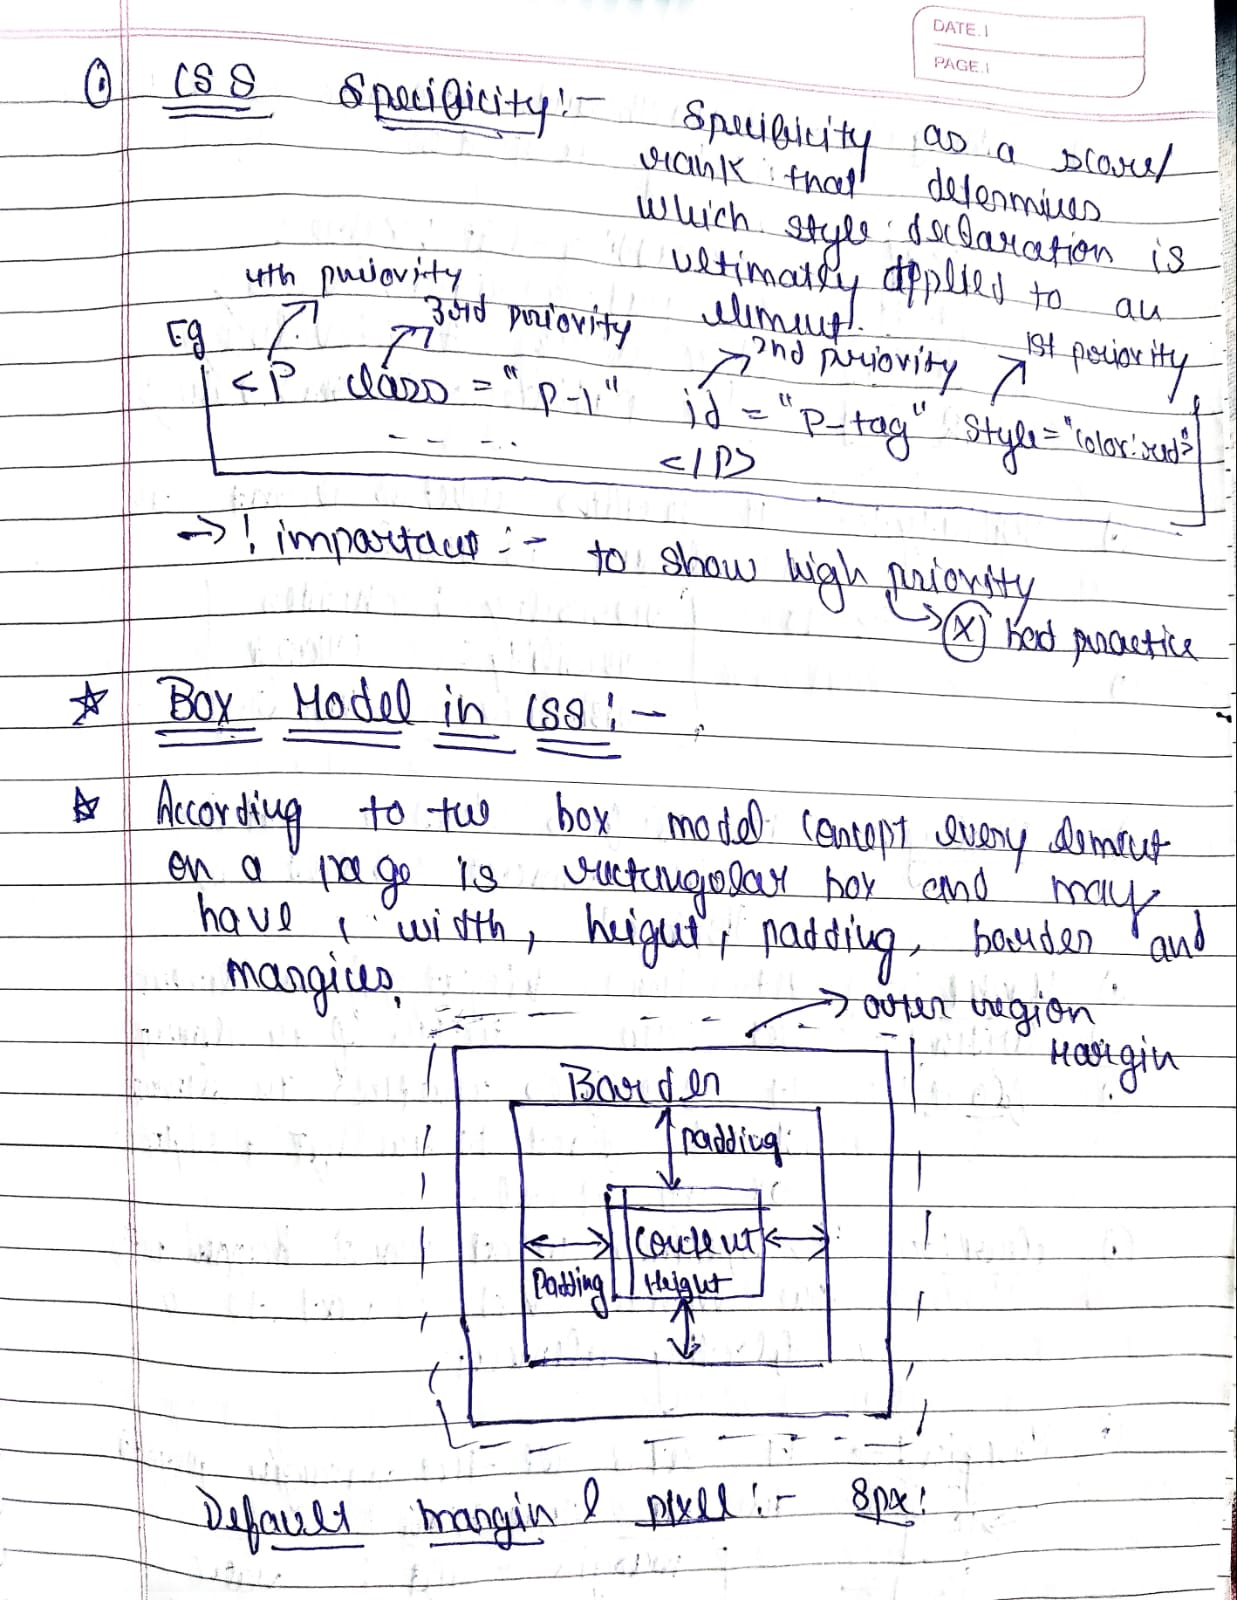 DATE.
PAGE.
① CSS Specificity:- Specificity as a score/
rank that determines
which style declaration is
ultimatly applied to an
element.
4th priority
3rd priority
2nd priority
1st periority
Eg
<P class = "P-1" id = "P-tag" style="color:red">
- - - - -
</P>
→ ! important :- to show high priority
↳ (X) bad practice
☆ Box Model in CSS :-
☆ According to the box model concept every element
on a page is rectangolar box and may
have, width, height, padding, border and
margins,
→ outer region
Margin
Border
padding
Content
Padding
Height
Default margin & pixel :- 8px: